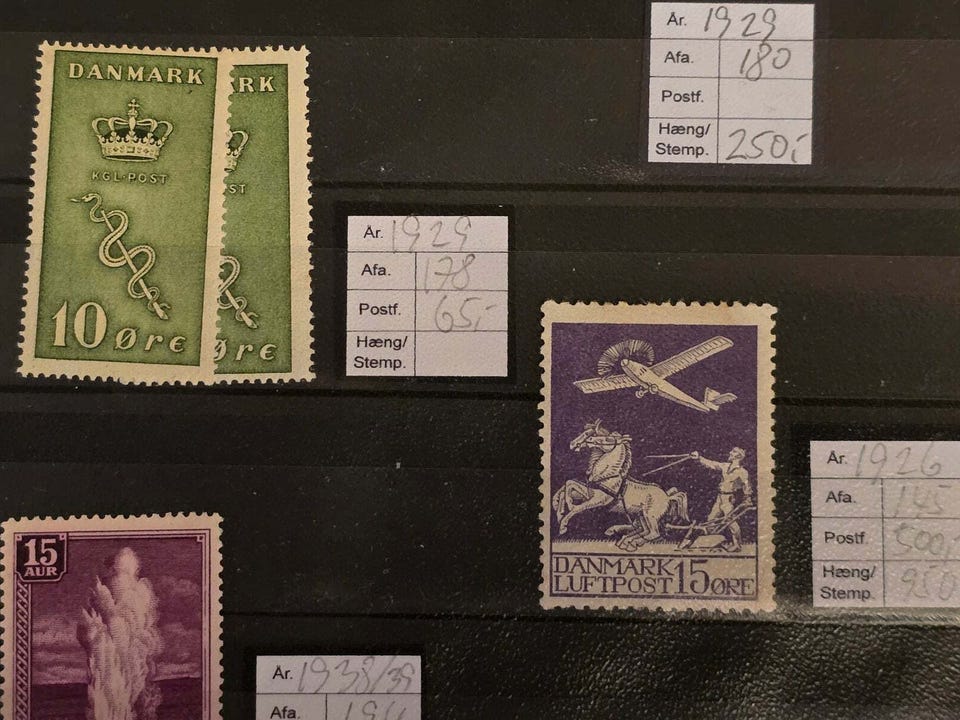 År. 1929
Afa. 180
Postf.
Hæng/
Stemp. 250,-
DANMARK
KGL·POST
10 Øre
RK
ST
Øre
År. 1929
Afa. 178
Postf. 65,-
Hæng/
Stemp.
DANMARK
LUFTPOST 15 ØRE
År. 1926
Afa. 145
Postf. 500,-
Hæng/
Stemp. 950
15
AUR
År. 1938/39
Afa.